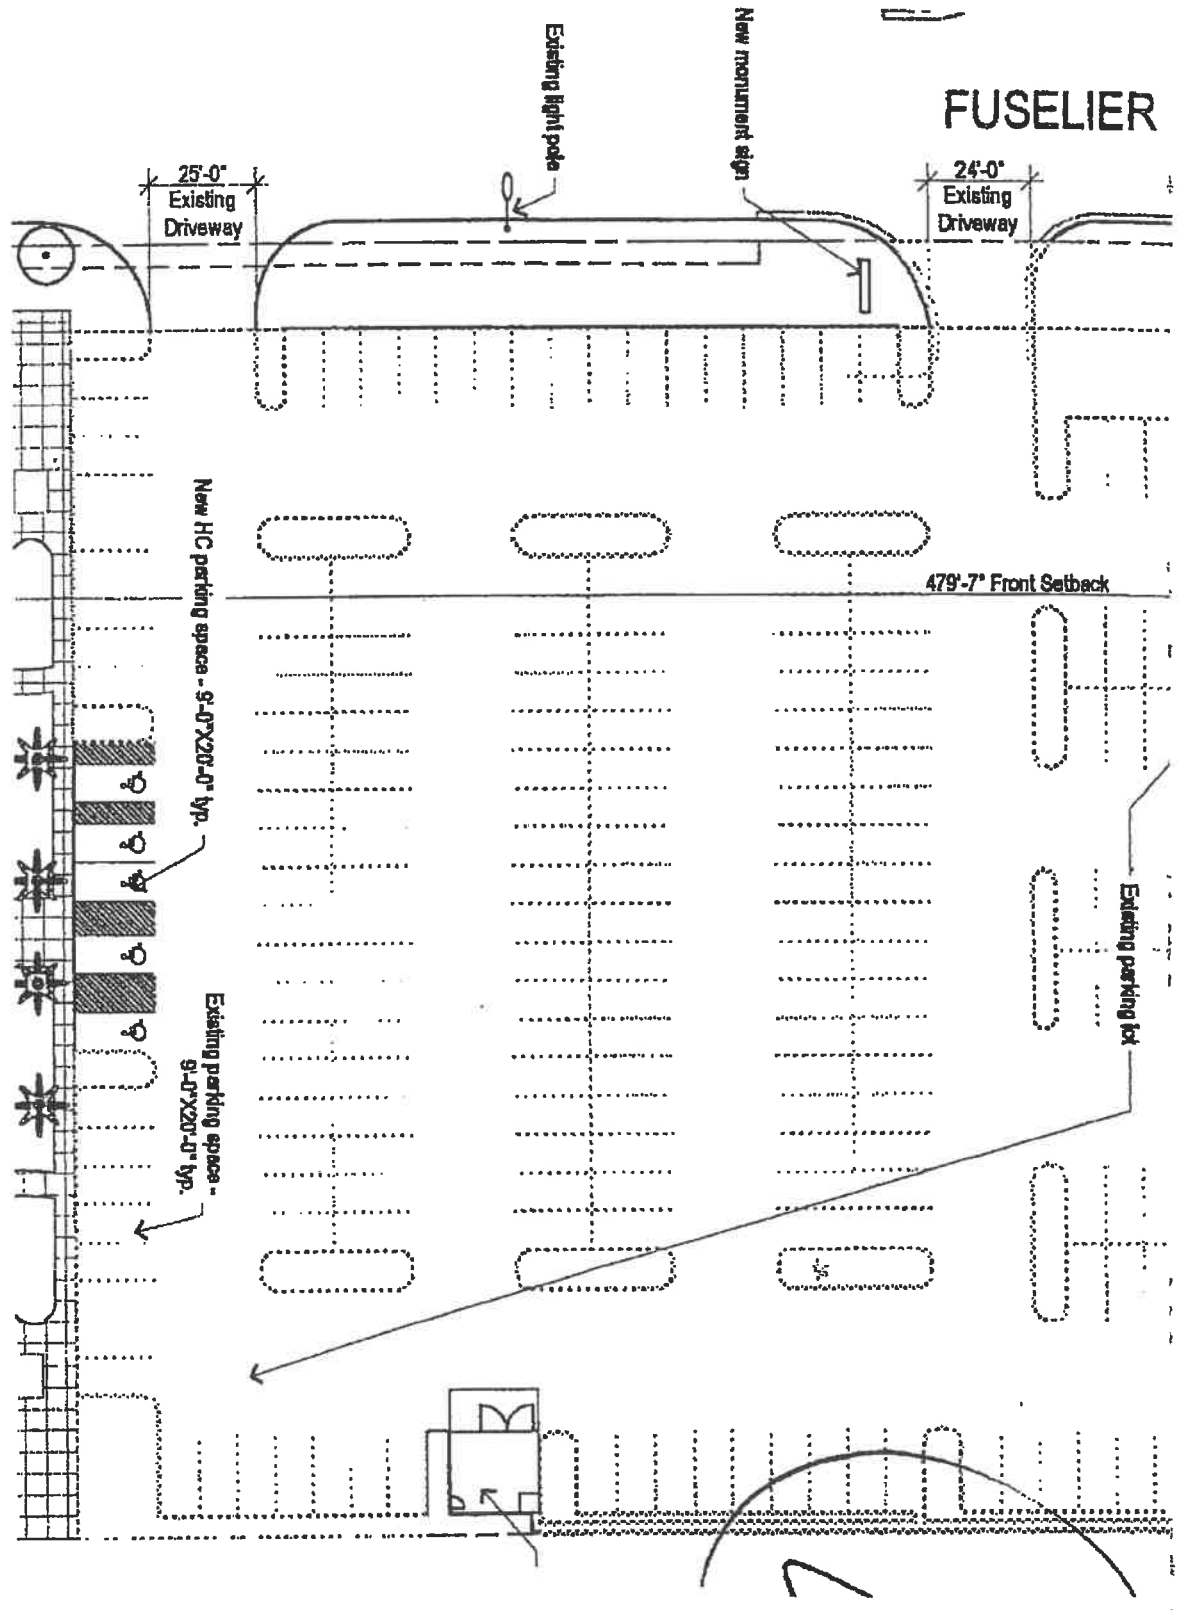 FUSELIER
New monument sign
Existing light pole
25'-0"
Existing
Driveway
24'-0"
Existing
Driveway
479'-7" Front Setback
New HC parking space - 9'-0"X20'-0" typ.
Existing parking lot
Existing parking space -
9'-0"X20'-0" typ.